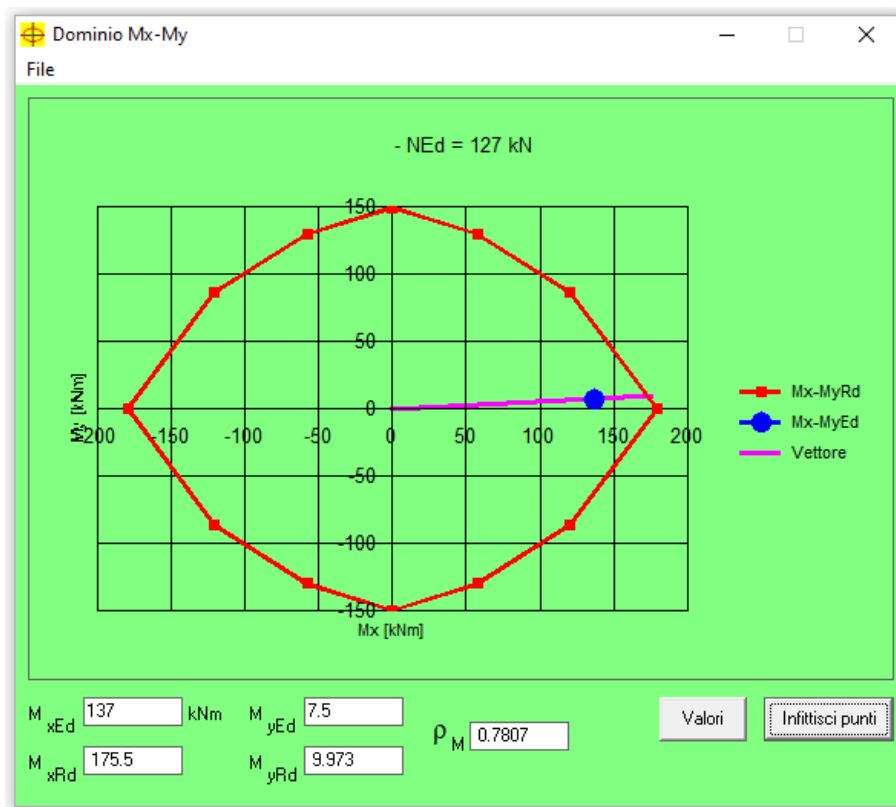 Dominio Mx-My
File
- NEd = 127 kN
150
100
50
0
-200 -150 -100 -50 0 50 100 150 200
-50
-100
-150
My [kNm]
Mx [kNm]
Mx-MyRd
Mx-MyEd
Vettore
M xEd 137 kNm M yEd 7.5
M xRd 175.5 M yRd 9.973
ρ M 0.7807
Valori Infittisci punti